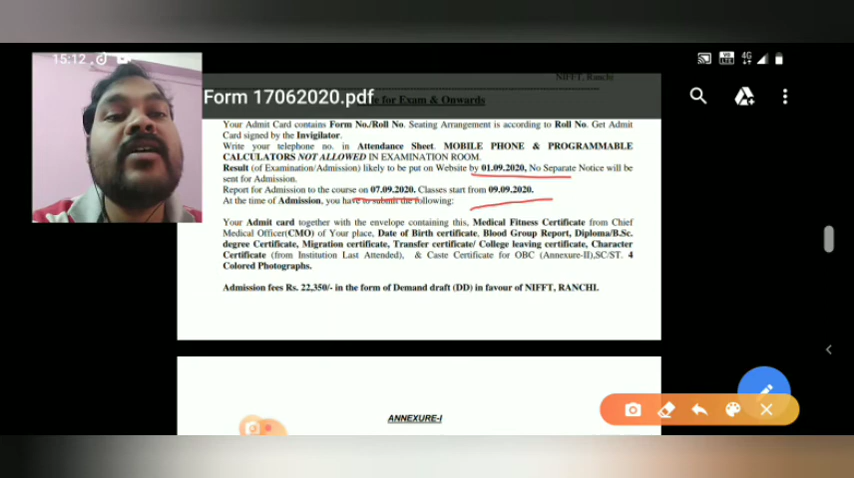 15:12
4G
NIFFT, Ranchi
Form 17062020.pdf
for Exam & Onwards
Your Admit Card contains Form No./Roll No. Seating Arrangement is according to Roll No. Get Admit
Card signed by the Invigilator.
Write your telephone no. in Attendance Sheet. MOBILE PHONE & PROGRAMMABLE
CALCULATORS NOT ALLOWED IN EXAMINATION ROOM.
Result (of Examination/Admission) likely to be put on Website by 01.09.2020, No Separate Notice will be
sent for Admission.
Report for Admission to the course on 07.09.2020. Classes start from 09.09.2020.
At the time of Admission, you have to submit the following:
Your Admit card together with the envelope containing this, Medical Fitness Certificate from Chief
Medical Officer(CMO) of Your place, Date of Birth certificate, Blood Group Report, Diploma/B.Sc.
degree Certificate, Migration certificate, Transfer certificate/ College leaving certificate, Character
Certificate (from Institution Last Attended), & Caste Certificate for OBC (Annexure-II),SC/ST. 4
Colored Photographs.
Admission fees Rs. 22,350/- in the form of Demand draft (DD) in favour of NIFFT, RANCHI.
ANNEXURE-I